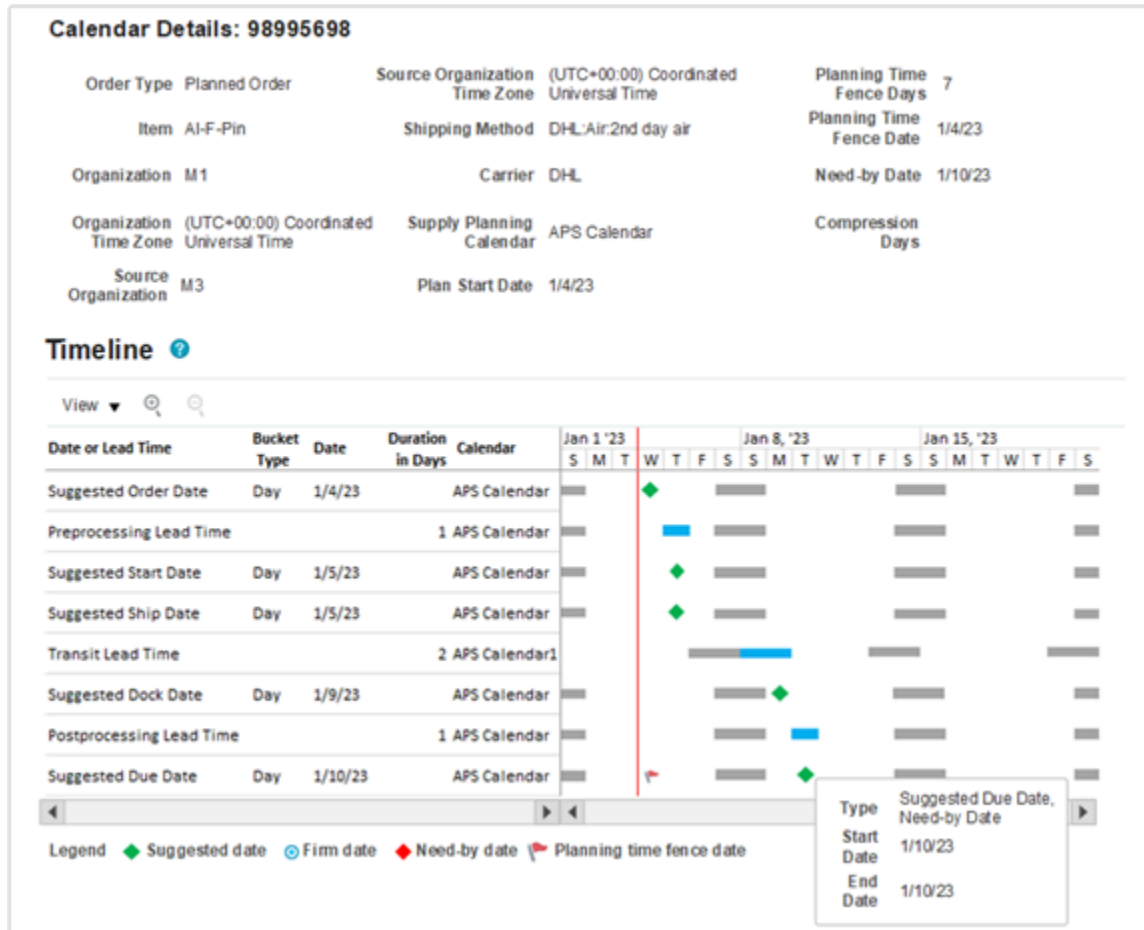 Calendar Details: 98995698
Order Type Planned Order
Source Organization Time Zone (UTC+00:00) Coordinated Universal Time
Planning Time Fence Days 7
Item AI-F-Pin
Shipping Method DHL:Air:2nd day air
Planning Time Fence Date 1/4/23
Organization M1
Carrier DHL
Need-by Date 1/10/23
Organization Time Zone (UTC+00:00) Coordinated Universal Time
Supply Planning Calendar APS Calendar
Compression Days
Source Organization M3
Plan Start Date 1/4/23
Timeline ?
View
Date or Lead Time Bucket Type Date Duration in Days Calendar Jan 1 '23 Jan 8, '23 Jan 15, '23
S M T W T F S S M T W T F S S M T W T F S
Suggested Order Date Day 1/4/23 APS Calendar
Preprocessing Lead Time 1 APS Calendar
Suggested Start Date Day 1/5/23 APS Calendar
Suggested Ship Date Day 1/5/23 APS Calendar
Transit Lead Time 2 APS Calendar1
Suggested Dock Date Day 1/9/23 APS Calendar
Postprocessing Lead Time 1 APS Calendar
Suggested Due Date Day 1/10/23 APS Calendar
Type Suggested Due Date, Need-by Date
Start Date 1/10/23
End Date 1/10/23
Legend Suggested date Firm date Need-by date Planning time fence date